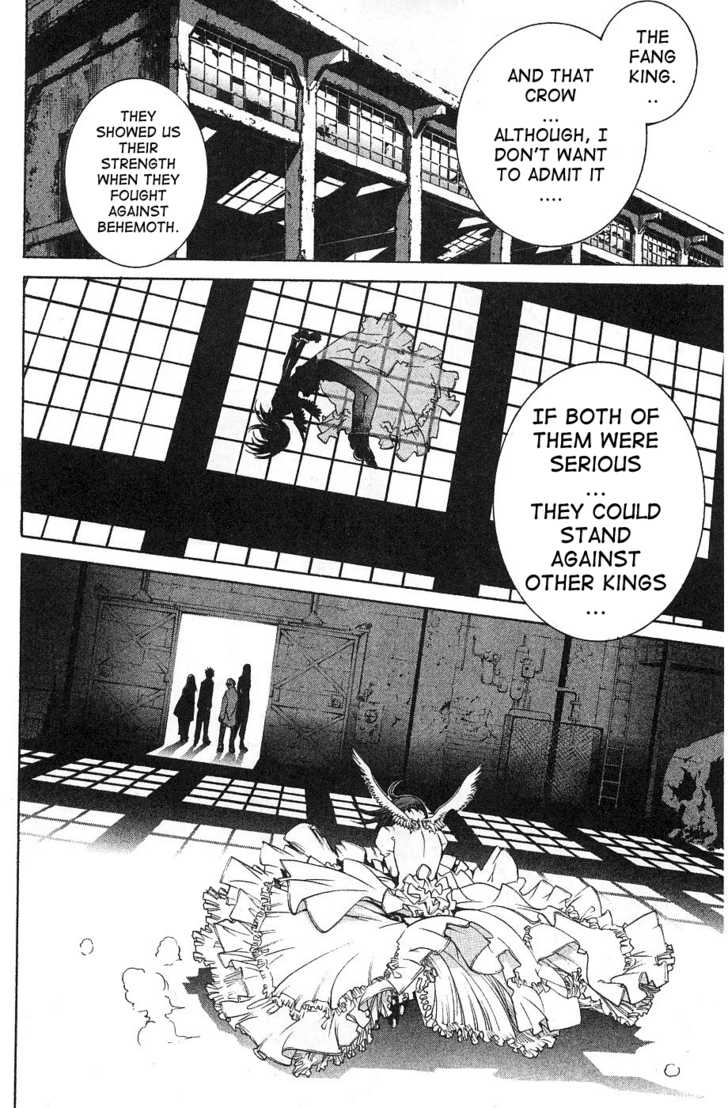 THE
FANG
KING.
..
AND THAT
CROW
...
ALTHOUGH, I
DON'T WANT
TO ADMIT IT
....
THEY
SHOWED US
THEIR
STRENGTH
WHEN THEY
FOUGHT
AGAINST
BEHEMOTH.
IF BOTH OF
THEM WERE
SERIOUS
...
THEY COULD
STAND
AGAINST
OTHER KINGS
...